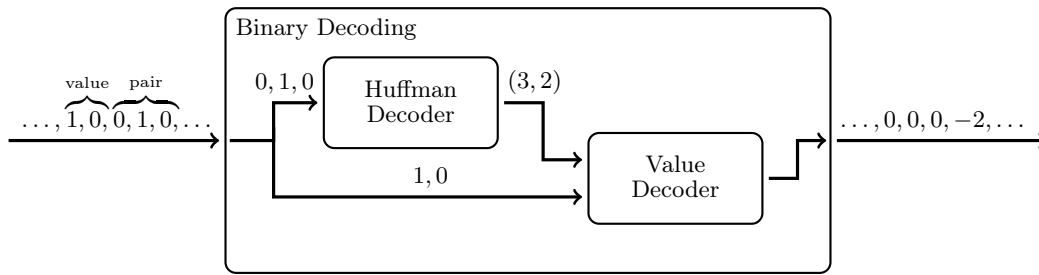 Binary Decoding
value pair
…, 1, 0, 0, 1, 0, …
0, 1, 0
Huffman
Decoder
(3, 2)
1, 0
Value
Decoder
…, 0, 0, 0, −2, …